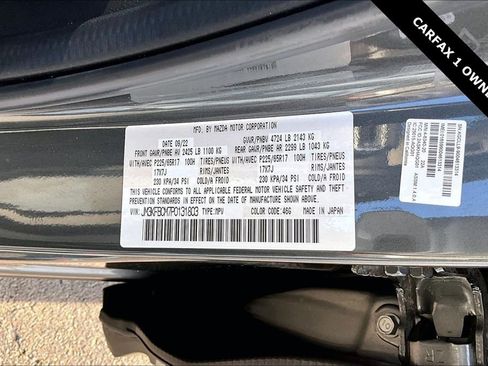 CARFAX 1 OWNE
MFD. BY MAZDA MOTOR CORPORATION
DATE 09/22 GVWR/PNBV 4724 LB 2143 KG
FRONT GAWR/PNBE AV 2425 LB 1100 KG REAR GAWR/PNBE AR 2299 LB 1043 KG
WITH/AVEC P225/65R17 100H TIRES/PNEUS WITH/AVEC P225/65R17 100H TIRES/PNEUS
17X7J RIMS/JANTES 17X7J RIMS/JANTES
230 KPA/34 PSI COLD/A FROID 230 KPA/34 PSI COLD/A FROID
THIS VEHICLE CONFORMS TO ALL APPLICABLE FEDERAL MOTOR VEHICLE SAFETY AND THEFT
PREVENTION STANDARDS IN EFFECT ON THE DATE OF MANUFACTURE
SHOWN ABOVE.
VIN: TYPE: MPV COLOR: 46G MADE IN JAPAN